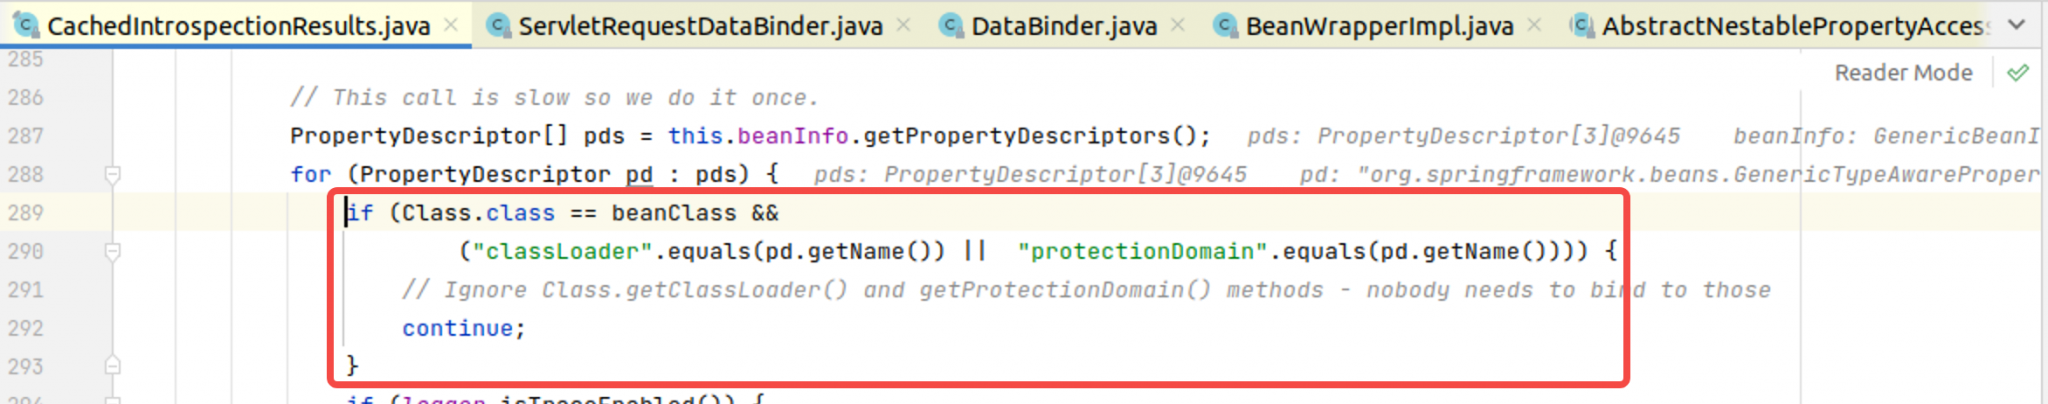 CachedIntrospectionResults.java ServletRequestDataBinder.java DataBinder.java BeanWrapperImpl.java AbstractNestablePropertyAcces
285
Reader Mode
286 // This call is slow so we do it once.
287 PropertyDescriptor[] pds = this.beanInfo.getPropertyDescriptors(); pds: PropertyDescriptor[3]@9645 beanInfo: GenericBeanI
288 for (PropertyDescriptor pd : pds) { pds: PropertyDescriptor[3]@9645 pd: "org.springframework.beans.GenericTypeAwareProper
289 if (Class.class == beanClass &&
290 ("classLoader".equals(pd.getName()) || "protectionDomain".equals(pd.getName()))) {
291 // Ignore Class.getClassLoader() and getProtectionDomain() methods - nobody needs to bind to those
292 continue;
293 }
294 if (logger.isTraceEnabled()) {